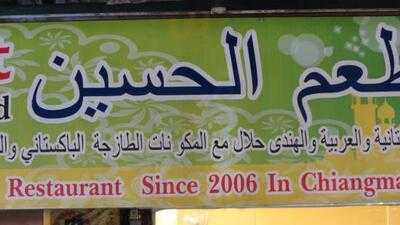 طعم الحسين
تانية والعربية والهندى حلال مع المكونات الطازجة الباكستاني وال
Restaurant Since 2006 In Chiangma